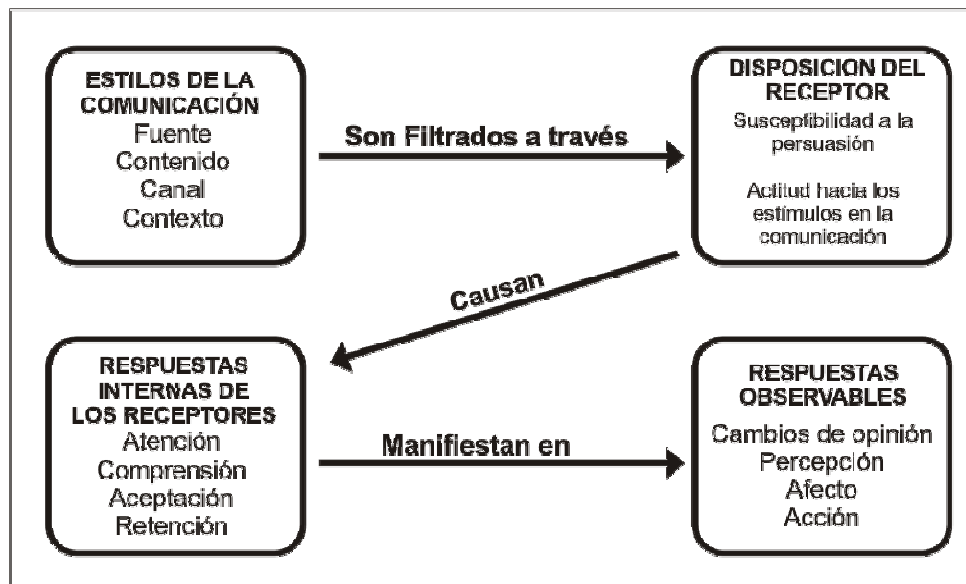 ESTILOS DE LA
COMUNICACIÓN
Fuente
Contenido
Canal
Contexto
Son Filtrados a través
DISPOSICION DEL
RECEPTOR
Susceptibilidad a la
persuasión
Actitud hacia los
estímulos en la
comunicación
Causan
RESPUESTAS
INTERNAS DE
LOS RECEPTORES
Atención
Comprensión
Aceptación
Retención
Manifiestan en
RESPUESTAS
OBSERVABLES
Cambios de opinión
Percepción
Afecto
Acción